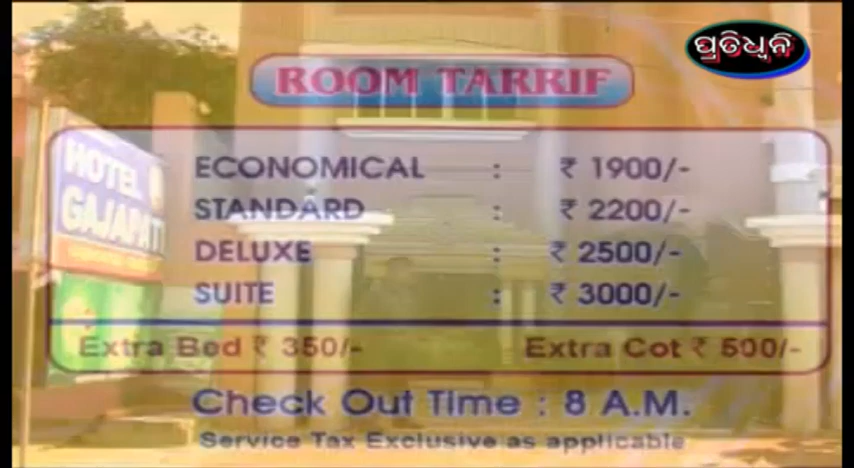 ପ୍ରତିଧ୍ୱନି
ROOM TARRIF
HOTEL
GAJAPATI
ECONOMICAL : ₹ 1900/-
STANDARD : ₹ 2200/-
DELUXE : ₹ 2500/-
SUITE : ₹ 3000/-
Extra Bed ₹ 350/- Extra Cot ₹ 500/-
Check Out Time : 8 A.M.
Service Tax Exclusive as applicable